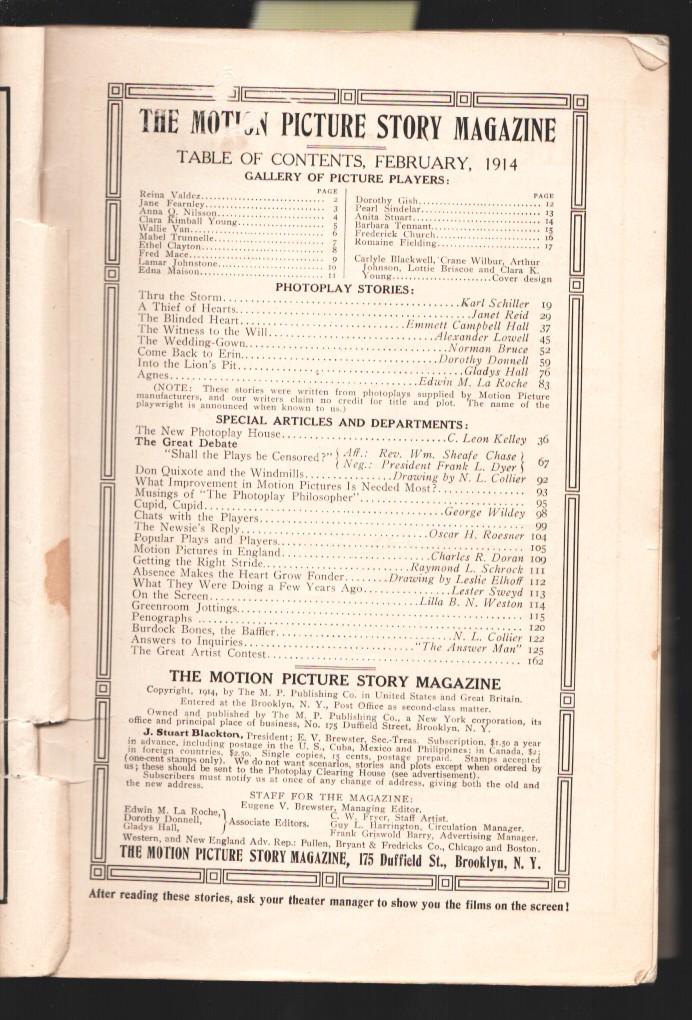 THE MOTION PICTURE STORY MAGAZINE
TABLE OF CONTENTS, FEBRUARY, 1914
GALLERY OF PICTURE PLAYERS:
PAGE
Reina Valdez 2
Jane Fearnley 3
Anna Q. Nilsson 4
Clara Kimball Young 5
Wallie Van 6
Mabel Trunnelle 7
Ethel Clayton 8
Fred Mace 9
Lamar Johnstone 10
Edna Maison 11
PAGE
Dorothy Gish 12
Pearl Sindelar 13
Anita Stuart 14
Barbara Tennant 15
Frederick Church 16
Romaine Fielding 17
Carlyle Blackwell, Crane Wilbur, Arthur
Johnson, Lottie Briscoe and Clara K.
Young Cover design
PHOTOPLAY STORIES:
Thru the Storm Karl Schiller 19
A Thief of Hearts Janet Reid 29
The Blinded Heart Emmett Campbell Hall 37
The Witness to the Will Alexander Lowell 45
The Wedding-Gown Norman Bruce 52
Come Back to Erin Dorothy Donnell 59
Into the Lion's Pit Gladys Hall 76
Agnes Edwin M. La Roche 83
(NOTE: These stories were written from photoplays supplied by Motion Picture
manufacturers, and our writers claim no credit for title and plot. The name of the
playwright is announced when known to us.)
SPECIAL ARTICLES AND DEPARTMENTS:
The New Photoplay House C. Leon Kelley 36
The Great Debate
"Shall the Plays be Censored?" { Aff.: Rev. Wm. Sheafe Chase }
{ Neg.: President Frank L. Dyer } 67
Don Quixote and the Windmills Drawing by N. L. Collier 92
What Improvement in Motion Pictures Is Needed Most? 93
Musings of "The Photoplay Philosopher" 95
Cupid, Cupid George Wildey 98
Chats with the Players 99
The Newsie's Reply Oscar H. Roesner 104
Popular Plays and Players 105
Motion Pictures in England Charles R. Doran 109
Getting the Right Stride Raymond L. Schrock 111
Absence Makes the Heart Grow Fonder Drawing by Leslie Elhoff 112
What They Were Doing a Few Years Ago Lester Sweyd 113
On the Screen Lilla B. N. Weston 114
Greenroom Jottings 115
Penographs 120
Burdock Bones, the Baffler N. L. Collier 122
Answers to Inquiries "The Answer Man" 125
The Great Artist Contest 162
THE MOTION PICTURE STORY MAGAZINE
Copyright, 1914, by The M. P. Publishing Co. in United States and Great Britain.
Entered at the Brooklyn, N. Y., Post Office as second-class matter.
Owned and published by The M. P. Publishing Co., a New York corporation, its
office and principal place of business, No. 175 Duffield Street, Brooklyn, N. Y.
J. Stuart Blackton, President; E. V. Brewster, Sec.-Treas. Subscription, $1.50 a year
in advance, including postage in the U. S., Cuba, Mexico and Philippines; in Canada, $2;
in foreign countries, $2.50. Single copies, 15 cents, postage prepaid. Stamps accepted
(one-cent stamps only). We do not want scenarios, stories and plots except when ordered by
us; these should be sent to the Photoplay Clearing House (see advertisement).
Subscribers must notify us at once of any change of address, giving both the old and
the new address.
STAFF FOR THE MAGAZINE:
Eugene V. Brewster, Managing Editor.
Edwin M. La Roche,
Dorothy Donnell,
Gladys Hall, } Associate Editors.
C. W. Fryer, Staff Artist.
Guy L. Harrington, Circulation Manager.
Frank Griswold Barry, Advertising Manager.
Western, and New England Adv. Rep.: Pullen, Bryant & Fredricks Co., Chicago and Boston.
THE MOTION PICTURE STORY MAGAZINE, 175 Duffield St., Brooklyn, N. Y.
After reading these stories, ask your theater manager to show you the films on the screen!